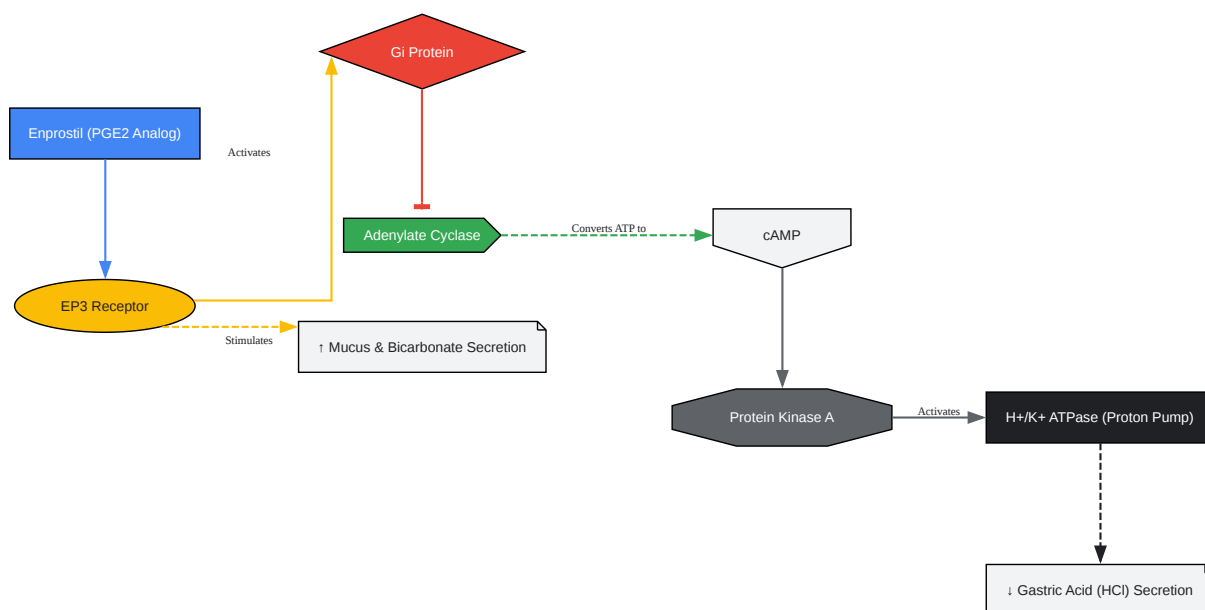 Gi Protein
Enprostil (PGE2 Analog)
Activates
Adenylate Cyclase
Converts ATP to
cAMP
EP3 Receptor
Stimulates
↑ Mucus & Bicarbonate Secretion
Protein Kinase A
Activates
H+/K+ ATPase (Proton Pump)
↓ Gastric Acid (HCl) Secretion